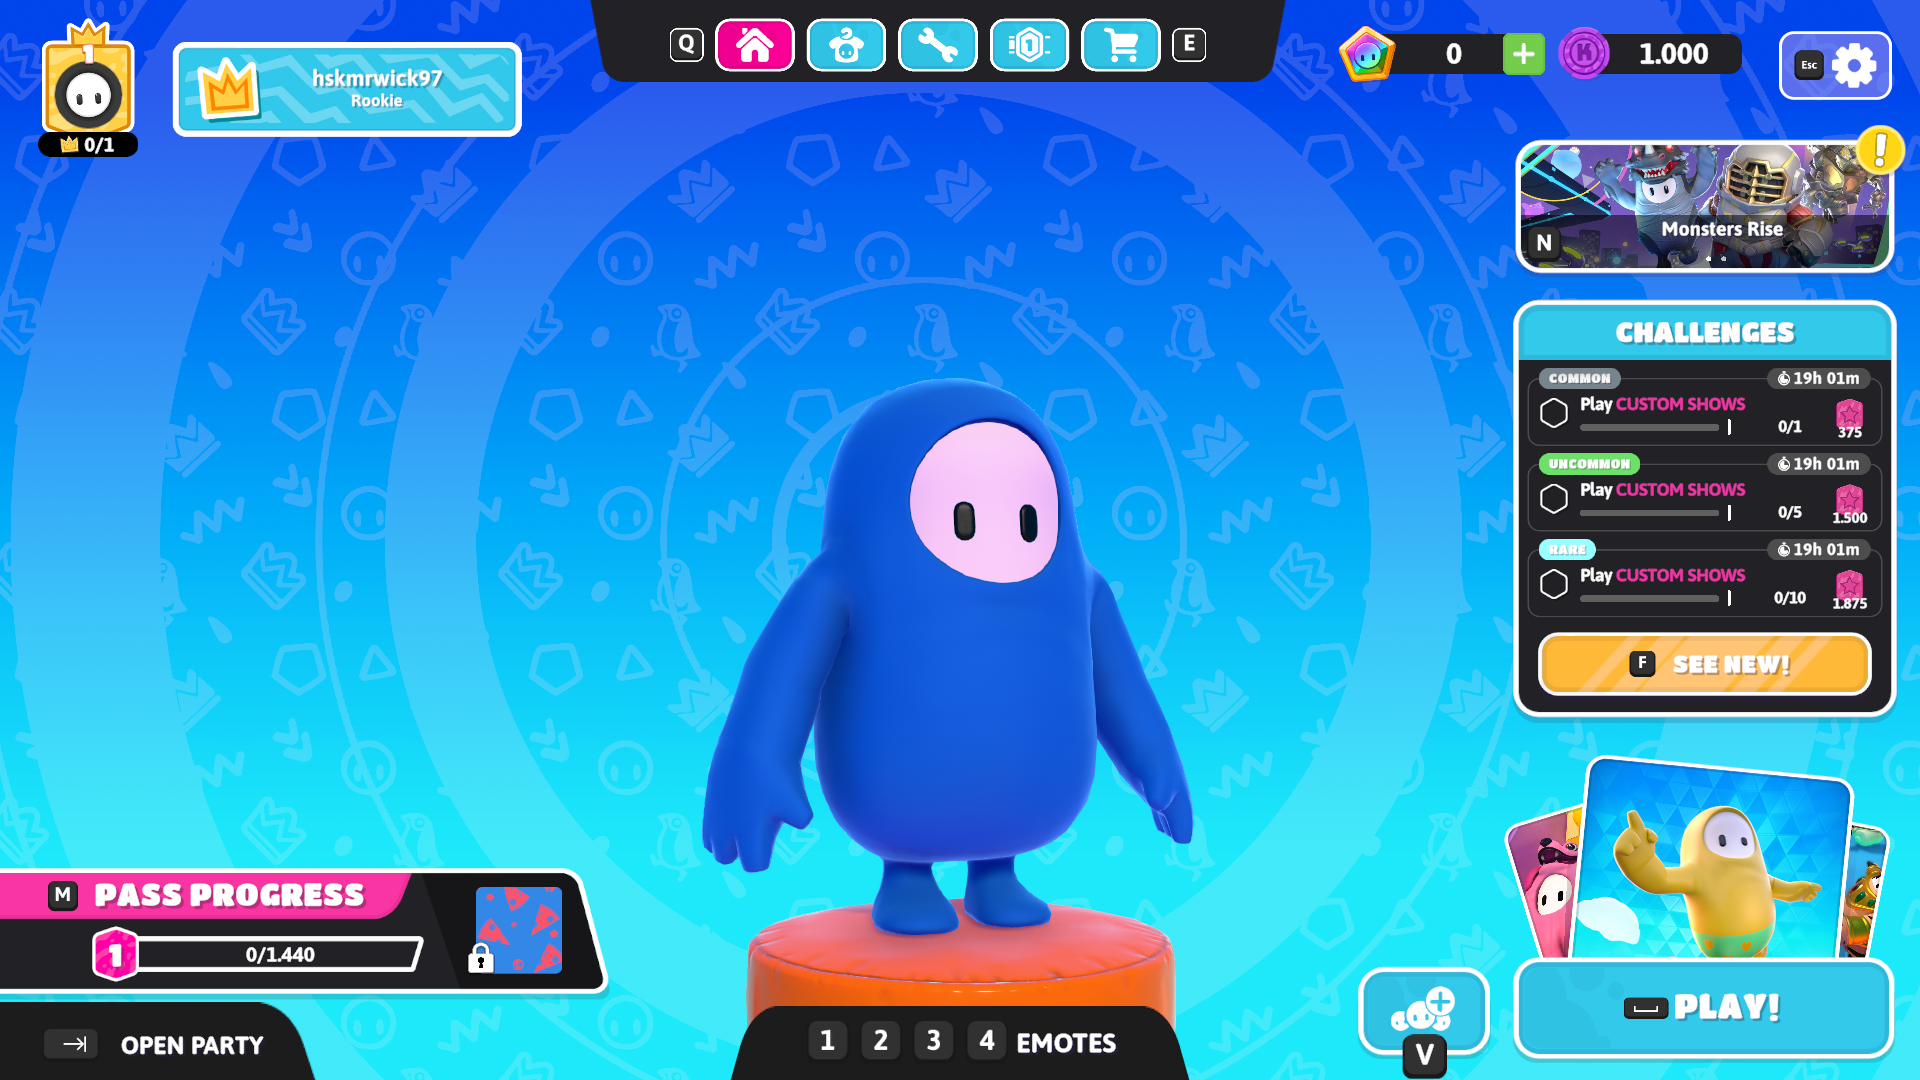 1
0/1
hskmrwick97
Rookie
Q
1
E
0
+
K
1.000
Esc
!
N
Monsters Rise
CHALLENGES
COMMON
19h 01m
Play CUSTOM SHOWS
0/1
375
UNCOMMON
19h 01m
Play CUSTOM SHOWS
0/5
1.500
RARE
19h 01m
Play CUSTOM SHOWS
0/10
1.875
F SEE NEW!
M PASS PROGRESS
1
0/1.440
OPEN PARTY
1 2 3 4 EMOTES
V
PLAY!